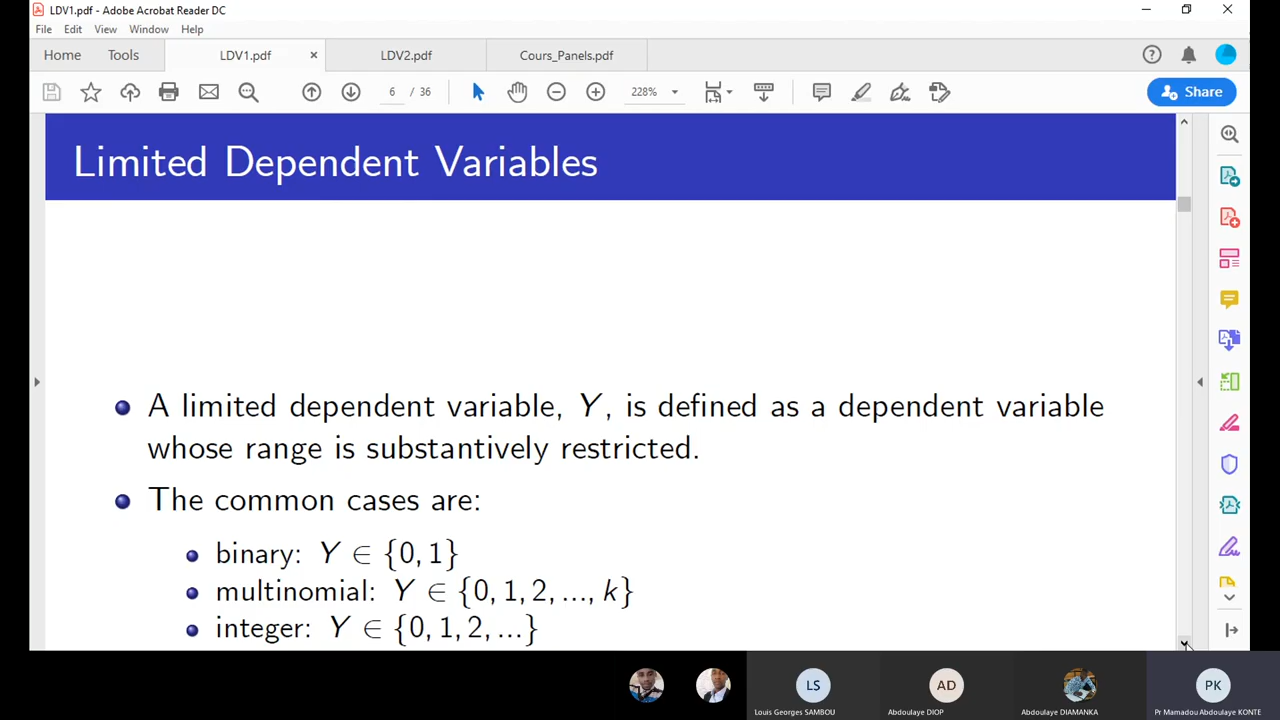 LDV1.pdf - Adobe Acrobat Reader DC
File Edit View Window Help
Home Tools LDV1.pdf × LDV2.pdf Cours_Panels.pdf
6 / 36 228% Share
Limited Dependent Variables
A limited dependent variable, Y, is defined as a dependent variable
whose range is substantively restricted.
The common cases are:
binary: Y ∈ {0, 1}
multinomial: Y ∈ {0, 1, 2, ..., k}
integer: Y ∈ {0, 1, 2, ...}
LS AD PK
Louis Georges SAMBOU Abdoulaye DIOP Abdoulaye DIAMANKA Pr Mamadou Abdoulaye KONTE